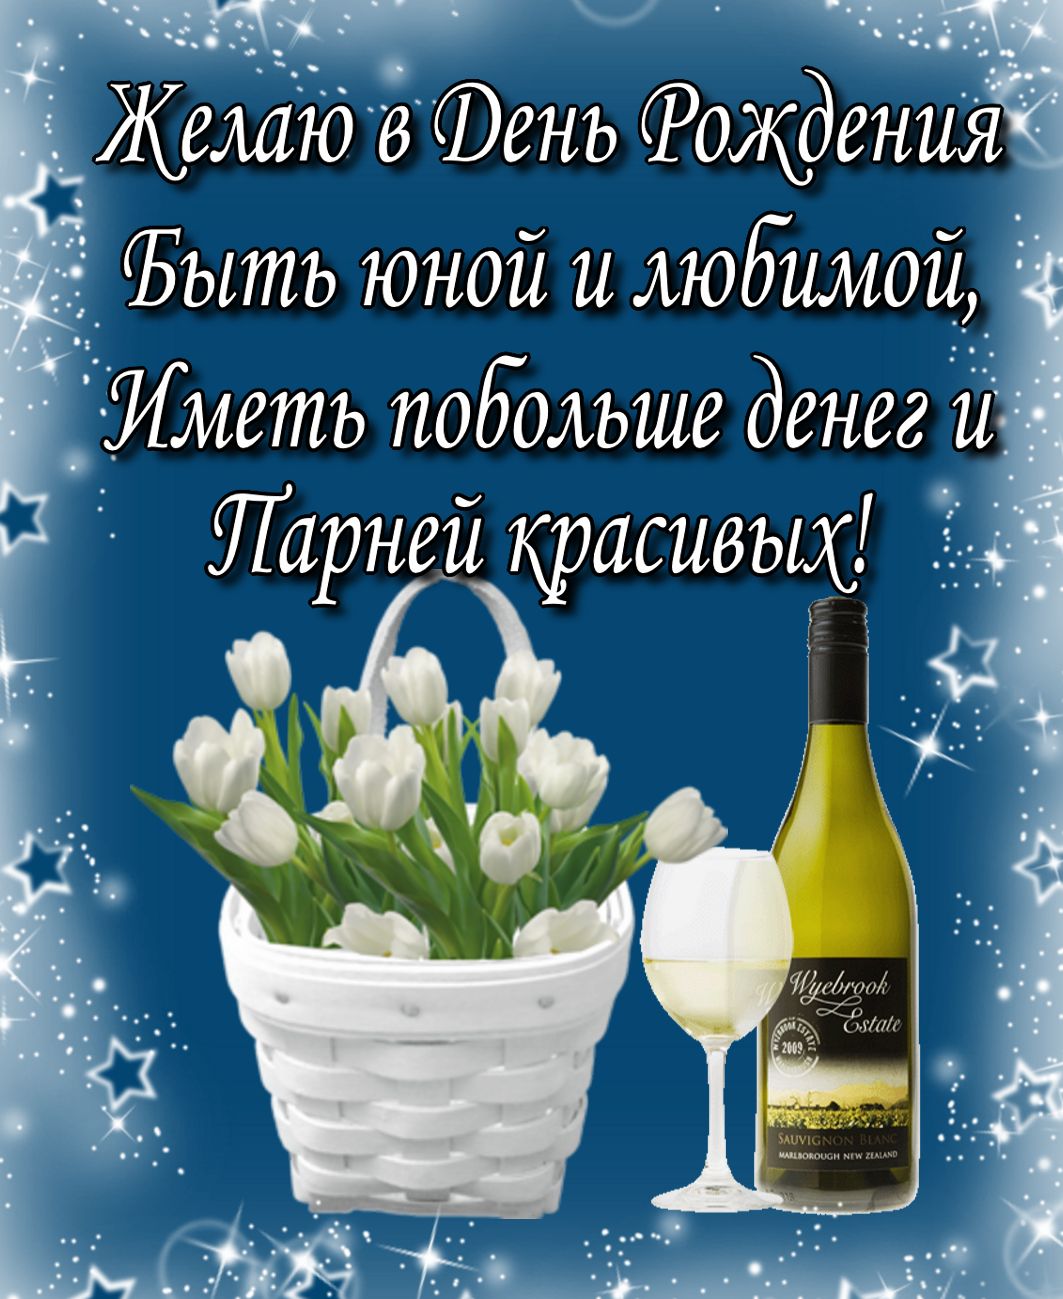 Желаю в День Рождения
Быть юной и любимой,
Иметь побольше денег и
Парней красивых!
Wyebrook
Estate
2009
SAUVIGNON BLANC
MARLBOROUGH NEW ZEALAND